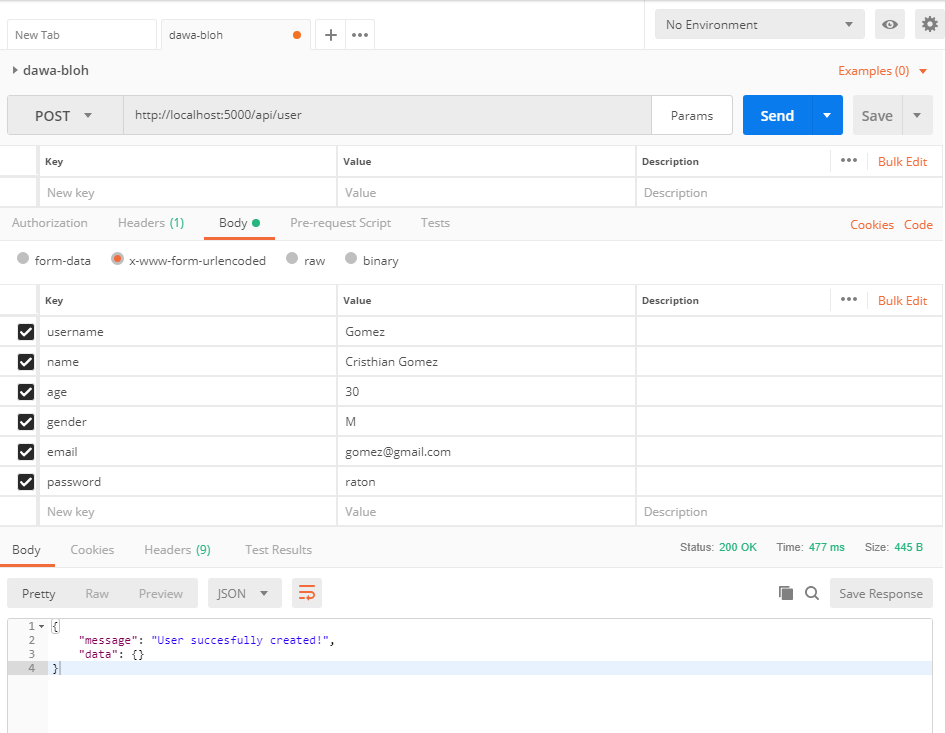 New Tab
dawa-bloh
No Environment
dawa-bloh
Examples (0)
POST
http://localhost:5000/api/user
Params
Send
Save
Key Value Description Bulk Edit
New key Value Description
Authorization Headers (1) Body Pre-request Script Tests Cookies Code
form-data x-www-form-urlencoded raw binary
Key Value Description Bulk Edit
username Gomez
name Cristhian Gomez
age 30
gender M
email gomez@gmail.com
password raton
New key Value Description
Body Cookies Headers (9) Test Results Status: 200 OK Time: 477 ms Size: 445 B
Pretty Raw Preview JSON Save Response
1 {
2 "message": "User succesfully created!",
3 "data": {}
4 }